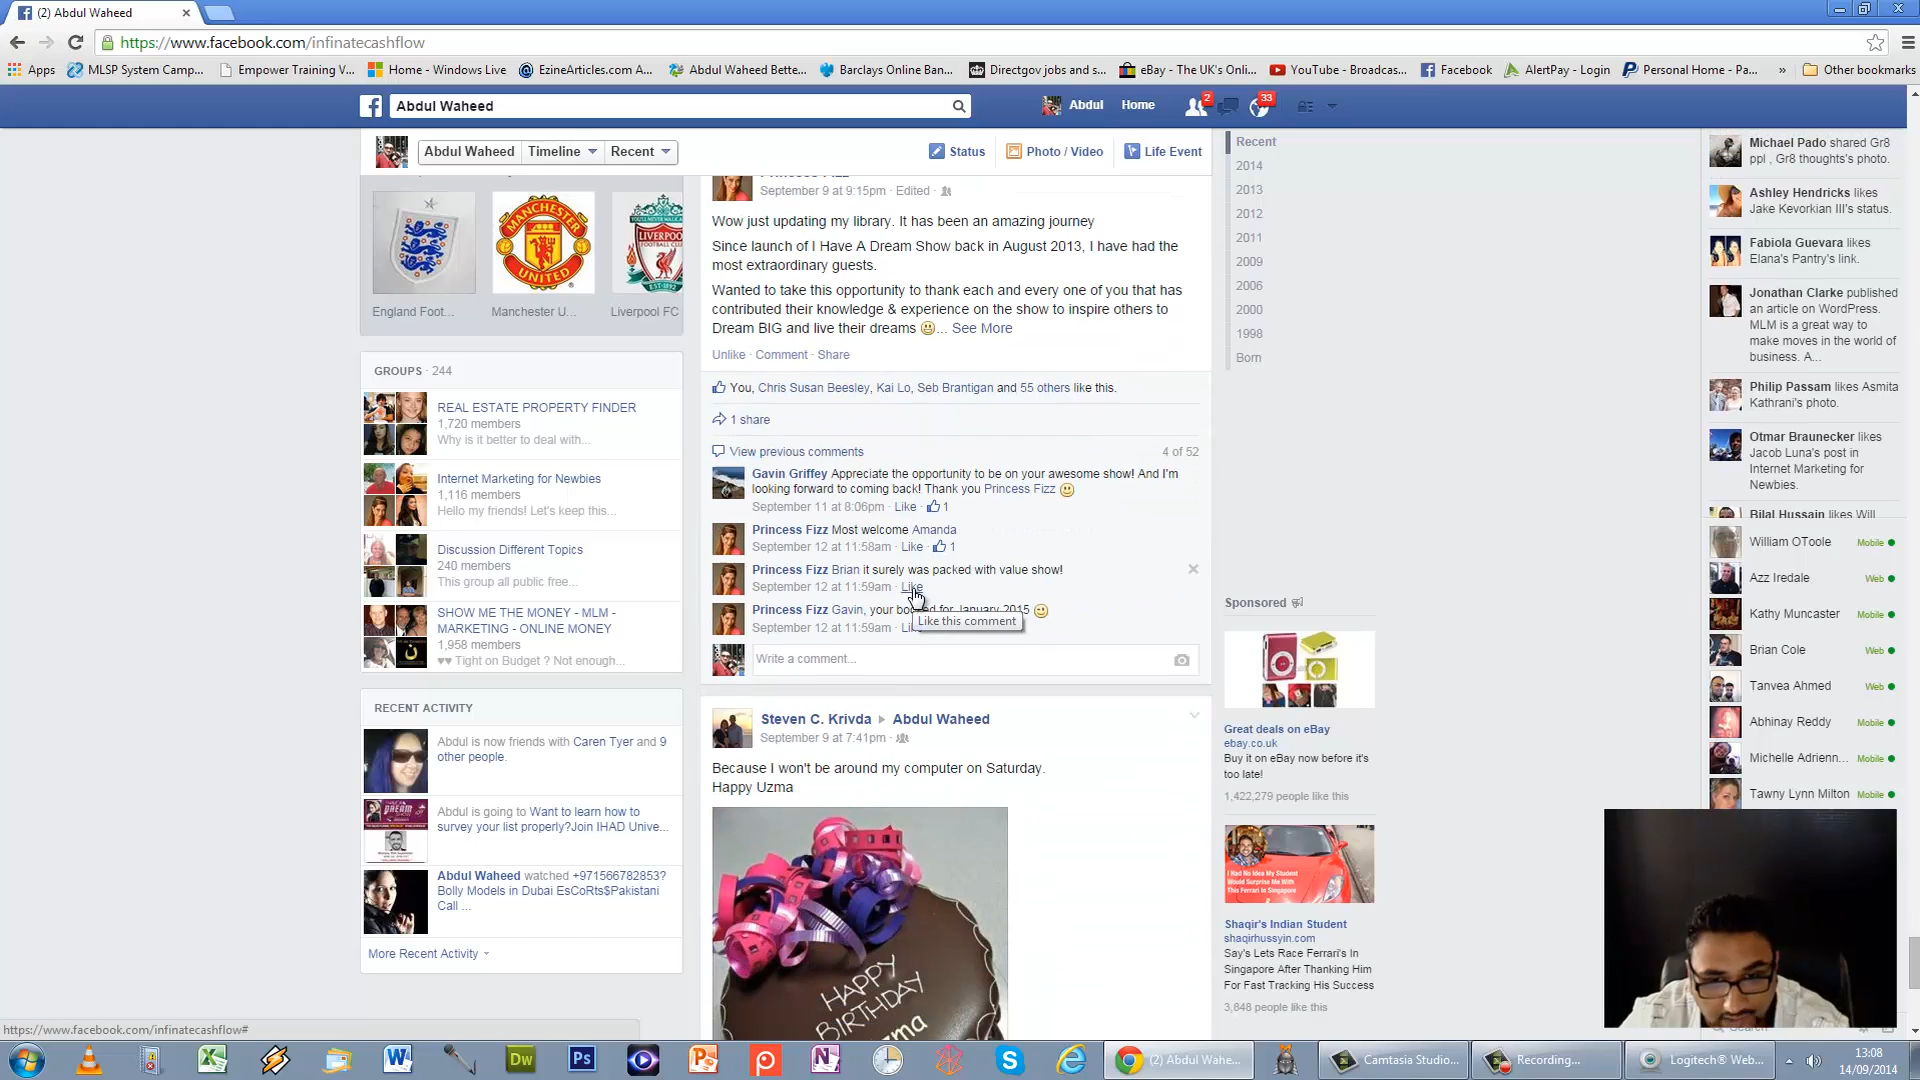 (2) Abdul Waheed
https://www.facebook.com/infinatecashflow
Apps
MLSP System Camp...
Empower Training V...
Home - Windows Live
EzineArticles.com A...
Abdul Waheed Bette...
Barclays Online Ban...
Directgov jobs and s...
eBay - The UK's Onli...
YouTube - Broadcas...
Facebook
AlertPay - Login
Personal Home - Pa...
»
Other bookmarks
Abdul Waheed
Abdul
Home
2
33
Abdul Waheed
Timeline
Recent
Status
Photo / Video
Life Event
MANCHESTER
UNITED
LIVERPOOL
FOOTBALL CLUB
EST·1892
England Foot...
Manchester U...
Liverpool FC
GROUPS · 244
REAL ESTATE PROPERTY FINDER
1,720 members
Why is it better to deal with...
Internet Marketing for Newbies
1,116 members
Hello my friends! Let's keep this...
Discussion Different Topics
240 members
This group all public free...
SHOW ME THE MONEY - MLM -
MARKETING - ONLINE MONEY
1,958 members
♥♥ Tight on Budget ? Not enough...
RECENT ACTIVITY
Abdul is now friends with Caren Tyer and 9
other people.
Abdul is going to Want to learn how to
survey your list properly?Join IHAD Unive...
Abdul Waheed watched +971566782853?
Bolly Models in Dubai EsCoRts$Pakistani
Call ...
More Recent Activity
September 9 at 9:15pm · Edited ·
Wow just updating my library. It has been an amazing journey
Since launch of I Have A Dream Show back in August 2013, I have had the
most extraordinary guests.
Wanted to take this opportunity to thank each and every one of you that has
contributed their knowledge & experience on the show to inspire others to
Dream BIG and live their dreams ... See More
Unlike · Comment · Share
You, Chris Susan Beesley, Kai Lo, Seb Brantigan and 55 others like this.
1 share
View previous comments
4 of 52
Gavin Griffey Appreciate the opportunity to be on your awesome show! And I'm
looking forward to coming back! Thank you Princess Fizz
September 11 at 8:06pm · Like · 1
Princess Fizz Most welcome Amanda
September 12 at 11:58am · Like · 1
Princess Fizz Brian it surely was packed with value show!
September 12 at 11:59am · Like
Princess Fizz Gavin, your booked for January 2015
September 12 at 11:59am ·
Like this comment
Write a comment...
Steven C. Krivda ▸ Abdul Waheed
September 9 at 7:41pm ·
Because I won't be around my computer on Saturday.
Happy Uzma
HAPPY
BIRTHDAY
Recent
2014
2013
2012
2011
2009
2006
2000
1998
Born
Sponsored
Great deals on eBay
ebay.co.uk
Buy it on eBay now before it's
too late!
1,422,279 people like this
I Had No Idea My Student
Would Surprise Me With
This Ferrari In Singapore
Shaqir's Indian Student
shaqirhussyin.com
Say's Lets Race Ferrari's In
Singapore After Thanking Him
For Fast Tracking His Success
3,848 people like this
Michael Pado shared Gr8
ppl , Gr8 thoughts's photo.
Ashley Hendricks likes
Jake Kevorkian III's status.
Fabiola Guevara likes
Elana's Pantry's link.
Jonathan Clarke published
an article on WordPress.
MLM is a great way to
make moves in the world of
business. A...
Philip Passam likes Asmita
Kathrani's photo.
Otmar Braunecker likes
Jacob Luna's post in
Internet Marketing for
Newbies.
Bilal Hussain likes Will
William OToole Mobile
Azz Iredale Web
Kathy Muncaster Mobile
Brian Cole Web
Tanvea Ahmed Web
Abhinay Reddy Mobile
Michelle Adrienn... Mobile
Tawny Lynn Milton Mobile
https://www.facebook.com/infinatecashflow#
Dw
Ps
(2) Abdul Wahe...
Camtasia Studio...
Recording...
Logitech® Web...
13:08
14/09/2014